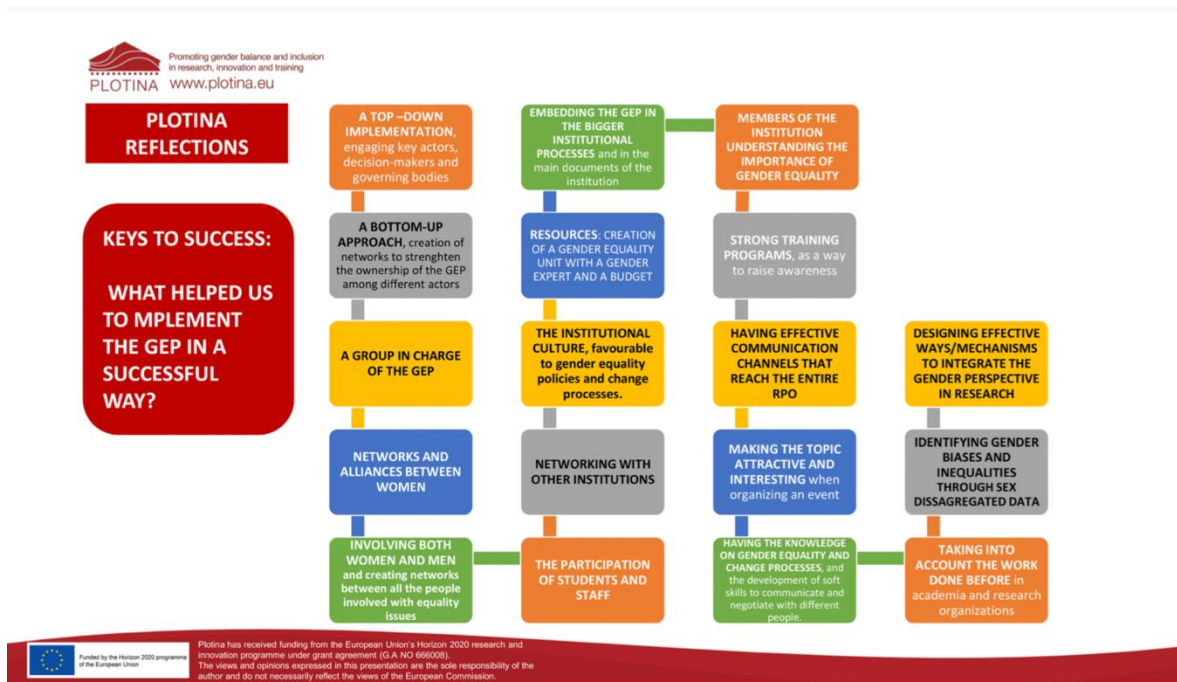 Promoting gender balance and inclusion
in research, innovation and training
PLOTINA www.plotina.eu
PLOTINA
REFLECTIONS
KEYS TO SUCCESS:
WHAT HELPED US
TO MPLEMENT
THE GEP IN A
SUCCESSFUL
WAY?
A TOP –DOWN
IMPLEMENTATION,
engaging key actors,
decision-makers and
governing bodies
A BOTTOM-UP
APPROACH, creation of
networks to strenghten
the ownership of the GEP
among different actors
A GROUP IN CHARGE
OF THE GEP
NETWORKS AND
ALLIANCES BETWEEN
WOMEN
INVOLVING BOTH
WOMEN AND MEN
and creating networks
between all the people
involved with equality
issues
THE PARTICIPATION
OF STUDENTS AND
STAFF
NETWORKING WITH
OTHER INSTITUTIONS
THE INSTITUTIONAL
CULTURE, favourable
to gender equality
policies and change
processes.
RESOURCES: CREATION
OF A GENDER EQUALITY
UNIT WITH A GENDER
EXPERT AND A BUDGET
EMBEDDING THE GEP IN
THE BIGGER
INSTITUTIONAL
PROCESSES and in the
main documents of the
institution
MEMBERS OF THE
INSTITUTION
UNDERSTANDING THE
IMPORTANCE OF
GENDER EQUALITY
STRONG TRAINING
PROGRAMS, as a way
to raise awareness
HAVING EFFECTIVE
COMMUNICATION
CHANNELS THAT
REACH THE ENTIRE
RPO
MAKING THE TOPIC
ATTRACTIVE AND
INTERESTING when
organizing an event
HAVING THE KNOWLEDGE
ON GENDER EQUALITY AND
CHANGE PROCESSES, and
the development of soft
skills to communicate and
negotiate with different
people.
TAKING INTO
ACCOUNT THE WORK
DONE BEFORE in
academia and research
organizations
IDENTIFYING GENDER
BIASES AND
INEQUALITIES
THROUGH SEX
DISSAGREGATED DATA
DESIGNING EFFECTIVE
WAYS/MECHANISMS
TO INTEGRATE THE
GENDER PERSPECTIVE
IN RESEARCH
Funded by the Horizon 2020 programme
of the European Union
Plotina has received funding from the European Union's Horizon 2020 research and
innovation programme under grant agreement (G.A NO 666008).
The views and opinions expressed in this presentation are the sole responsibility of the
author and do not necessarily reflect the views of the European Commission.